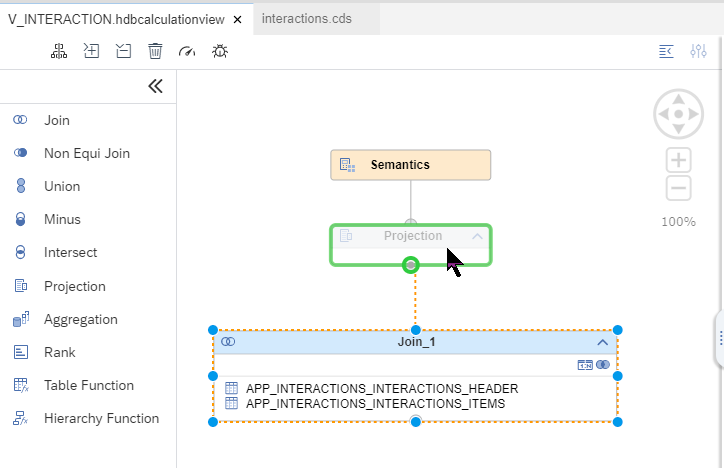 V_INTERACTION.hdbcalculationview ×
interactions.cds
Join
Non Equi Join
Union
Minus
Intersect
Projection
Aggregation
Rank
Table Function
Hierarchy Function
Semantics
Projection
100%
Join_1
1:N
APP_INTERACTIONS_INTERACTIONS_HEADER
APP_INTERACTIONS_INTERACTIONS_ITEMS